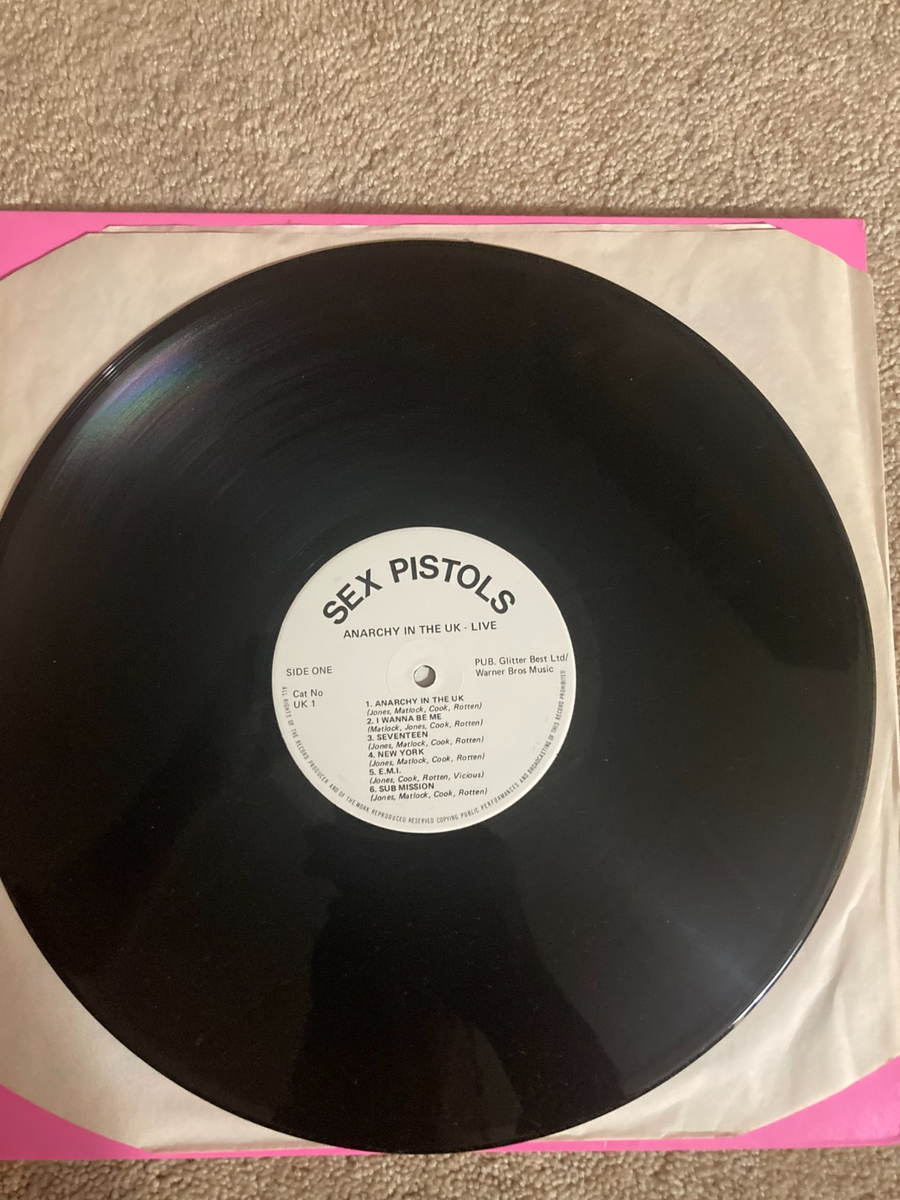 SEX PISTOLS
ANARCHY IN THE UK - LIVE
SIDE ONE
PUB. Glitter Best Ltd/
Warner Bros Music
Cat No
UK 1
1. ANARCHY IN THE UK
(Jones, Matlock, Cook, Rotten)
2. I WANNA BE ME
(Matlock, Jones, Cook, Rotten)
3. SEVENTEEN
(Jones, Matlock, Cook, Rotten)
4. NEW YORK
(Jones, Matlock, Cook, Rotten)
5. E.M.I.
(Jones, Cook, Rotten, Vicious)
6. SUB MISSION
(Jones, Matlock, Cook, Rotten)
ALL RIGHTS OF THE RECORD PRODUCER AND OF THE WORK REPRODUCED RESERVED COPYING PUBLIC PERFORMANCES AND BROADCASTING OF THIS RECORD PROHIBITED